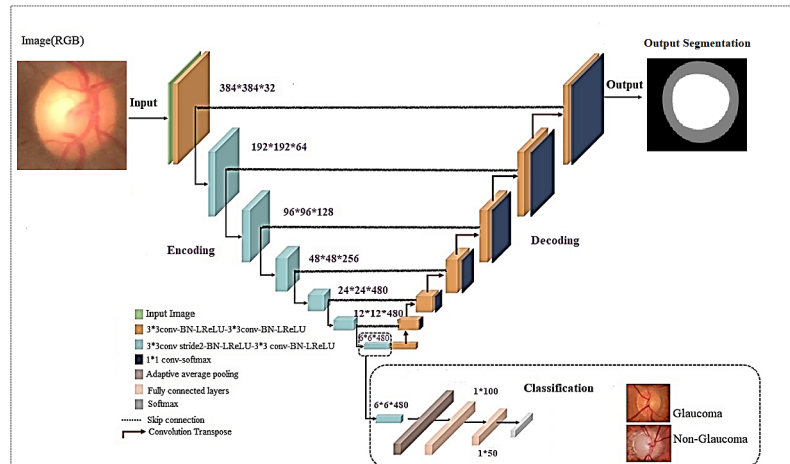 Image(RGB)
Output Segmentation
Input
384*384*32
Output
192*192*64
96*96*128
Encoding
Decoding
48*48*256
24*24*480
12*12*480
6*6*480
Input Image
3*3conv-BN-LReLU-3*3conv-BN-LReLU
3*3conv stride2-BN-LReLU-3*3 conv-BN-LReLU
1*1 conv-softmax
Adaptive average pooling
Fully connected layers
Softmax
Skip connection
Convolution Transpose
Classification
6*6*480
1*100
1*50
Glaucoma
Non-Glaucoma